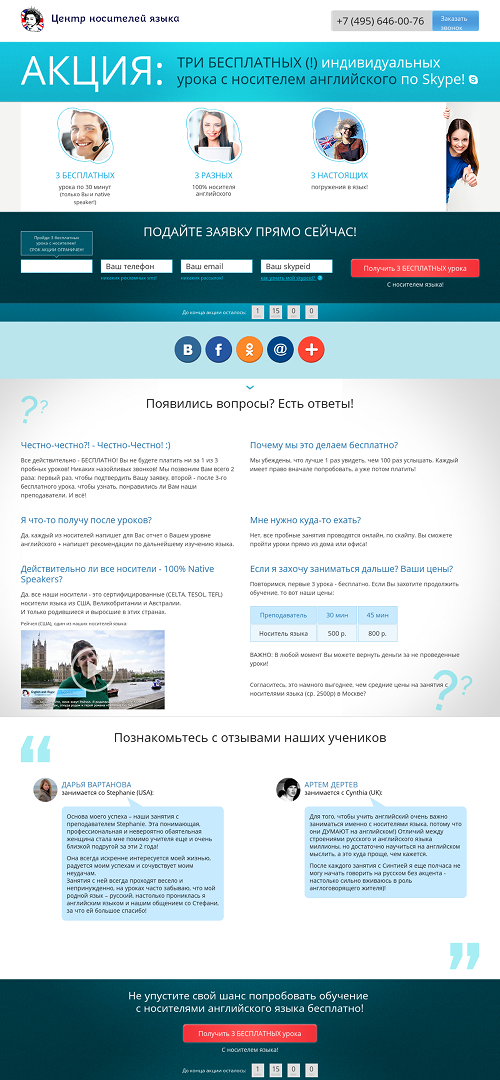 Центр носителей языка
+7 (495) 646-00-76
Заказать
звонок
АКЦИЯ:
ТРИ БЕСПЛАТНЫХ (!) индивидуальных
урока с носителем английского по Skype!
3 БЕСПЛАТНЫХ
урока по 30 минут
(только Вы и native
speaker!)
3 РАЗНЫХ
100% носителя
английского
3 НАСТОЯЩИХ
погружения в язык!
ПОДАЙТЕ ЗАЯВКУ ПРЯМО СЕЙЧАС!
Пройди 3 бесплатных
урока с носителем!
СРОК АКЦИИ ОГРАНИЧЕН!
Ваш телефон
никаких рекламных смс!
Ваш email
никаких рассылок!
Ваш skypeid
как узнать мой skypeid?
Получить 3 БЕСПЛАТНЫХ урока
С носителем языка!
До конца акции осталось:
1 15 0 0
Появились вопросы? Есть ответы!
Честно-честно?! - Честно-Честно! :)
Все действительно - БЕСПЛАТНО! Вы не будете платить ни за 1 из 3
пробных уроков! Никаких назойливых звонков! Мы позвоним Вам всего 2
раза: первый раз, чтобы подтвердить Вашу заявку, второй - после 3-го
бесплатного урока, чтобы узнать, понравились ли Вам наши
преподаватели. И все!
Почему мы это делаем бесплатно?
Мы убеждены, что лучше 1 раз увидеть, чем 100 раз услышать. Каждый
имеет право вначале попробовать, а уже потом платить!
Я что-то получу после уроков?
Да, каждый из носителей напишет для Вас отчет о Вашем уровне
английского + напишет рекомендации по дальнейшему изучению языка.
Мне нужно куда-то ехать?
Нет, все пробные занятия проводятся онлайн, по скайпу. Вы сможете
пройти уроки прямо из дома или офиса!
Действительно ли все носители - 100% Native
Speakers?
Да, все наши носители - это сертифицированные (CELTA, TESOL, TEFL)
носители языка из США, Великобритании и Австралии.
И только родившиеся и выросшие в этих странах.
Рейчел (США), один из наших носителей языка:
Если я захочу заниматься дальше? Ваши цены?
Повторимся, первые 3 урока - бесплатно. Если Вы захотите продолжить
обучение, то вот наши цены:
Преподаватель 30 мин 45 мин
Носитель языка 500 р. 800 р.
ВАЖНО: В любой момент Вы можете вернуть деньги за не проведенные
уроки!
Согласитесь, это намного выгоднее, чем средние цены на занятия с
носителями языка (ср. 2500р) в Москве?
Познакомьтесь с отзывами наших учеников
ДАРЬЯ ВАРТАНОВА
занимается со Stephanie (USA):
Основа моего успеха – наши занятия с
преподавателем Stephanie. Эта понимающая,
профессиональная и невероятно обаятельная
женщина стала мне помимо учителя еще и очень
близкой подругой за эти 2 года!
Она всегда искренне интересуется моей жизнью,
радуется моим успехам и сочувствует моим
неудачам.
Занятия с ней всегда проходят весело и
непринужденно, на уроках часто забываю, что мой
родной язык – русский, настолько прониклась я
английским языком и нашим общением со Стефани,
за что ей большое спасибо!
АРТЕМ ДЕРТЕВ
занимается с Cynthia (UK):
Для того, чтобы учить английский очень важно
заниматься именно с носителями языка, потому что
они ДУМАЮТ на английском!) Отличий между
строениями русского и английского языка
миллионы, но достаточно научиться на английском
мыслить, а это куда проще, чем кажется.
После каждого занятия с Синтией я еще полчаса не
могу начать говорить на русском без акцента -
настолько сильно вживаюсь в роль
англоговорящего жителя)!
Не упустите свой шанс попробовать обучение
с носителями английского языка бесплатно!
Получить 3 БЕСПЛАТНЫХ урока
С носителем языка!
До конца акции осталось:
1 15 0 0